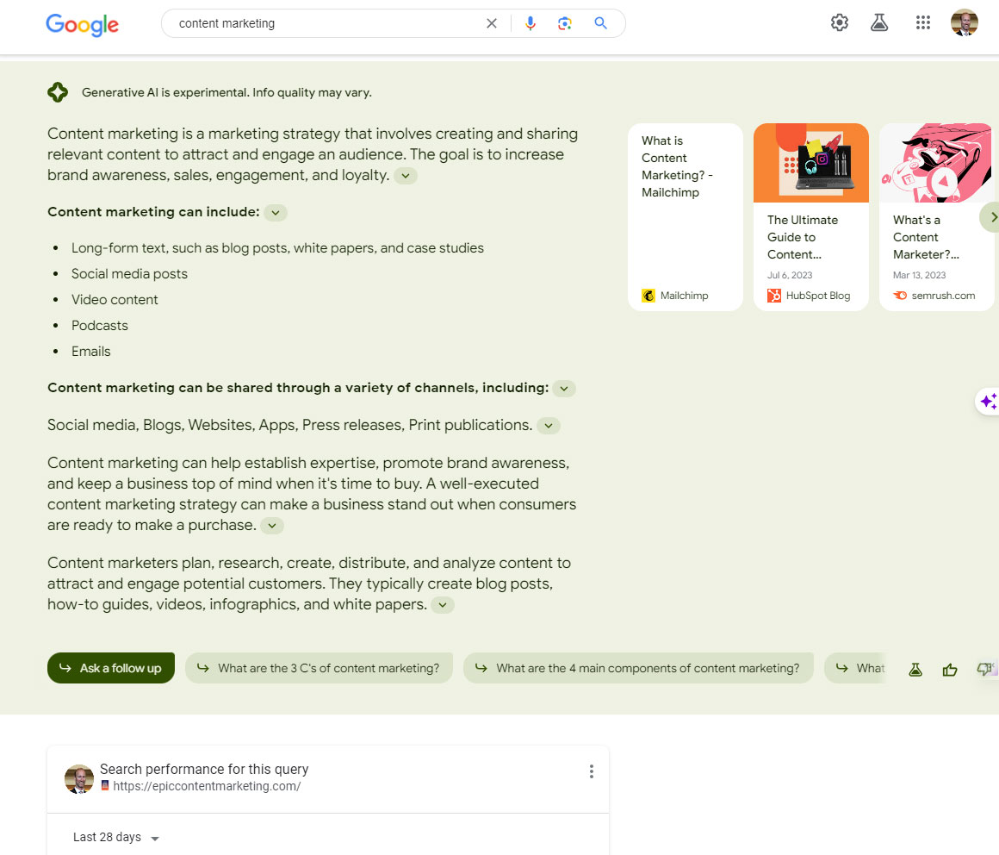 Google
content marketing
Generative AI is experimental. Info quality may vary.
Content marketing is a marketing strategy that involves creating and sharing
relevant content to attract and engage an audience. The goal is to increase
brand awareness, sales, engagement, and loyalty.
Content marketing can include:
• Long-form text, such as blog posts, white papers, and case studies
• Social media posts
• Video content
• Podcasts
• Emails
Content marketing can be shared through a variety of channels, including:
Social media, Blogs, Websites, Apps, Press releases, Print publications.
Content marketing can help establish expertise, promote brand awareness,
and keep a business top of mind when it's time to buy. A well-executed
content marketing strategy can make a business stand out when consumers
are ready to make a purchase.
Content marketers plan, research, create, distribute, and analyze content to
attract and engage potential customers. They typically create blog posts,
how-to guides, videos, infographics, and white papers.
What is
Content
Marketing? -
Mailchimp
Mailchimp
The Ultimate
Guide to
Content...
Jul 6, 2023
HubSpot Blog
What's a
Content
Marketer?...
Mar 13, 2023
semrush.com
Ask a follow up
What are the 3 C's of content marketing?
What are the 4 main components of content marketing?
What
Search performance for this query
https://epiccontentmarketing.com/
Last 28 days